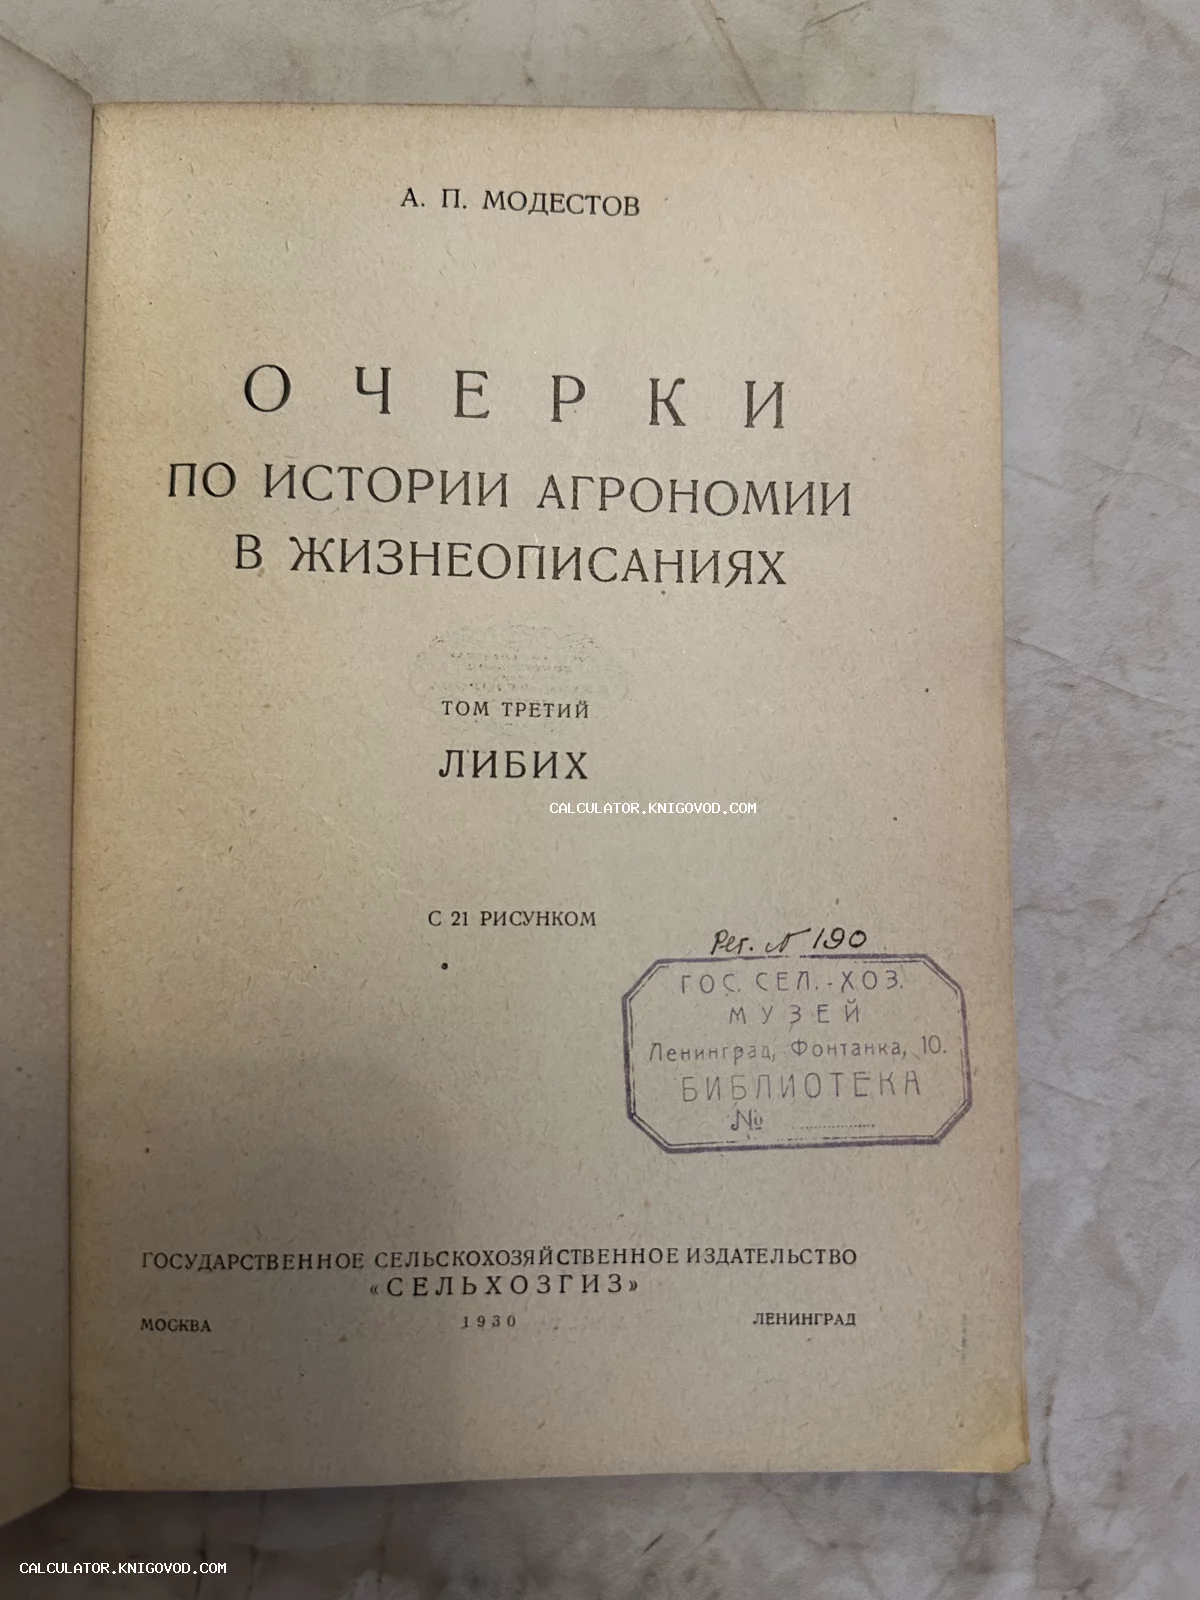 А. П. МОДЕСТОВ
ОЧЕРКИ
ПО ИСТОРИИ АГРОНОМИИ
В ЖИЗНЕОПИСАНИЯХ
ТОМ ТРЕТИЙ
ЛИБИХ
CALCULATOR.KNIGOVOD.COM
С 21 РИСУНКОМ
Рег. N 190
ГОС. СЕЛ.-ХОЗ.
МУЗЕЙ
Ленинград, Фонтанка, 10.
БИБЛИОТЕКА
№ ................
ГОСУДАРСТВЕННОЕ СЕЛЬСКОХОЗЯЙСТВЕННОЕ ИЗДАТЕЛЬСТВО
«СЕЛЬХОЗГИЗ»
МОСКВА 1930 ЛЕНИНГРАД
CALCULATOR.KNIGOVOD.COM